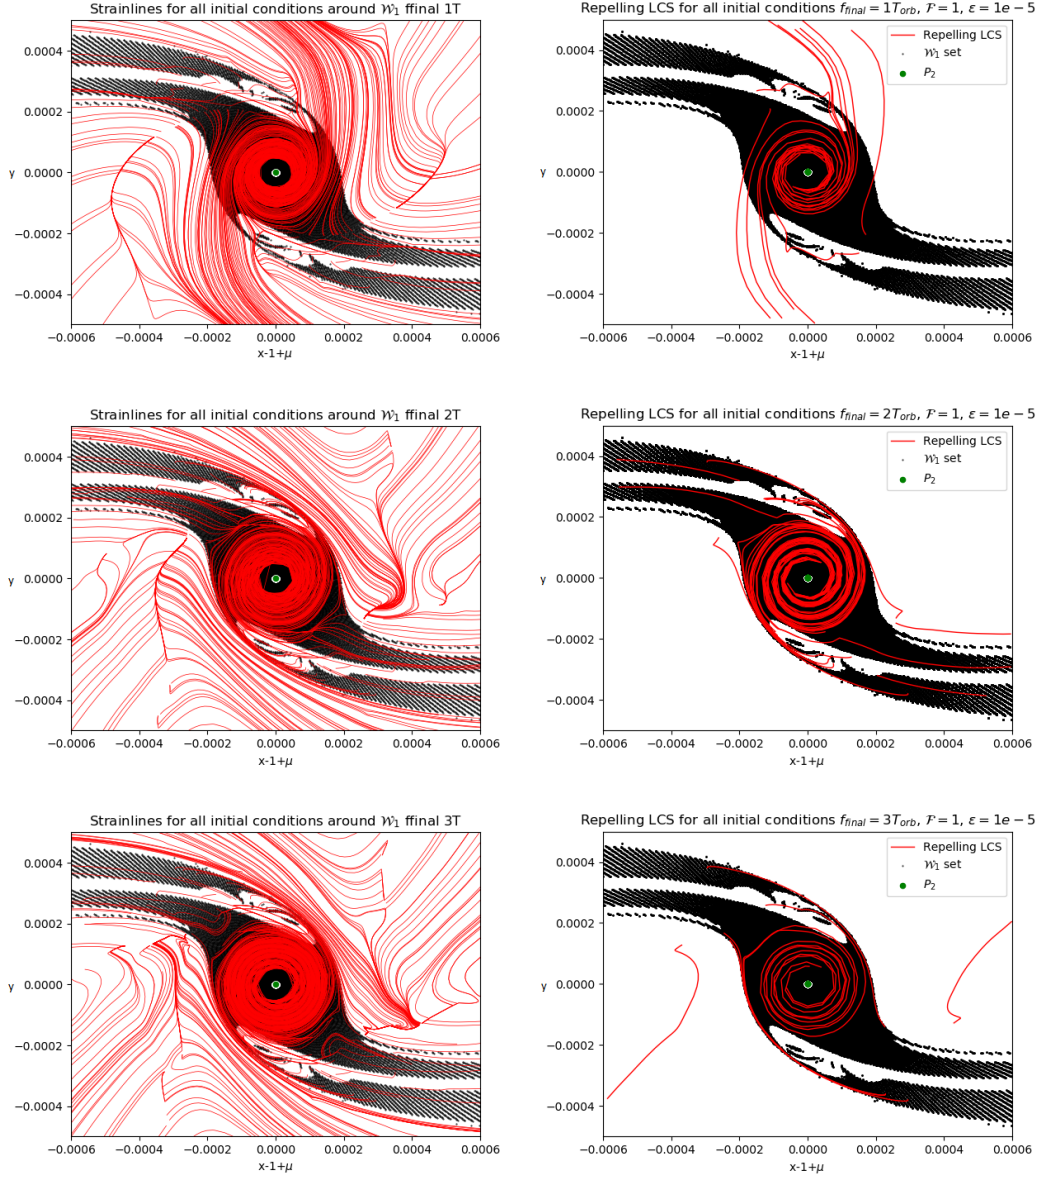 Strainlines for all initial conditions around 𝒲₁ ffinal 1T
0.0004
0.0002
0.0000
−0.0002
−0.0004
y
−0.0006 −0.0004 −0.0002 0.0000 0.0002 0.0004 0.0006
x-1+μ
Repelling LCS for all initial conditions f_final = 1T_orb, ℱ = 1, ε = 1e − 5
Repelling LCS
𝒲₁ set
P₂
0.0004
0.0002
0.0000
−0.0002
−0.0004
y
−0.0006 −0.0004 −0.0002 0.0000 0.0002 0.0004 0.0006
x-1+μ
Strainlines for all initial conditions around 𝒲₁ ffinal 2T
0.0004
0.0002
0.0000
−0.0002
−0.0004
y
−0.0006 −0.0004 −0.0002 0.0000 0.0002 0.0004 0.0006
x-1+μ
Repelling LCS for all initial conditions f_final = 2T_orb, ℱ = 1, ε = 1e − 5
Repelling LCS
𝒲₁ set
P₂
0.0004
0.0002
0.0000
−0.0002
−0.0004
y
−0.0006 −0.0004 −0.0002 0.0000 0.0002 0.0004 0.0006
x-1+μ
Strainlines for all initial conditions around 𝒲₁ ffinal 3T
0.0004
0.0002
0.0000
−0.0002
−0.0004
y
−0.0006 −0.0004 −0.0002 0.0000 0.0002 0.0004 0.0006
x-1+μ
Repelling LCS for all initial conditions f_final = 3T_orb, ℱ = 1, ε = 1e − 5
Repelling LCS
𝒲₁ set
P₂
0.0004
0.0002
0.0000
−0.0002
−0.0004
y
−0.0006 −0.0004 −0.0002 0.0000 0.0002 0.0004 0.0006
x-1+μ